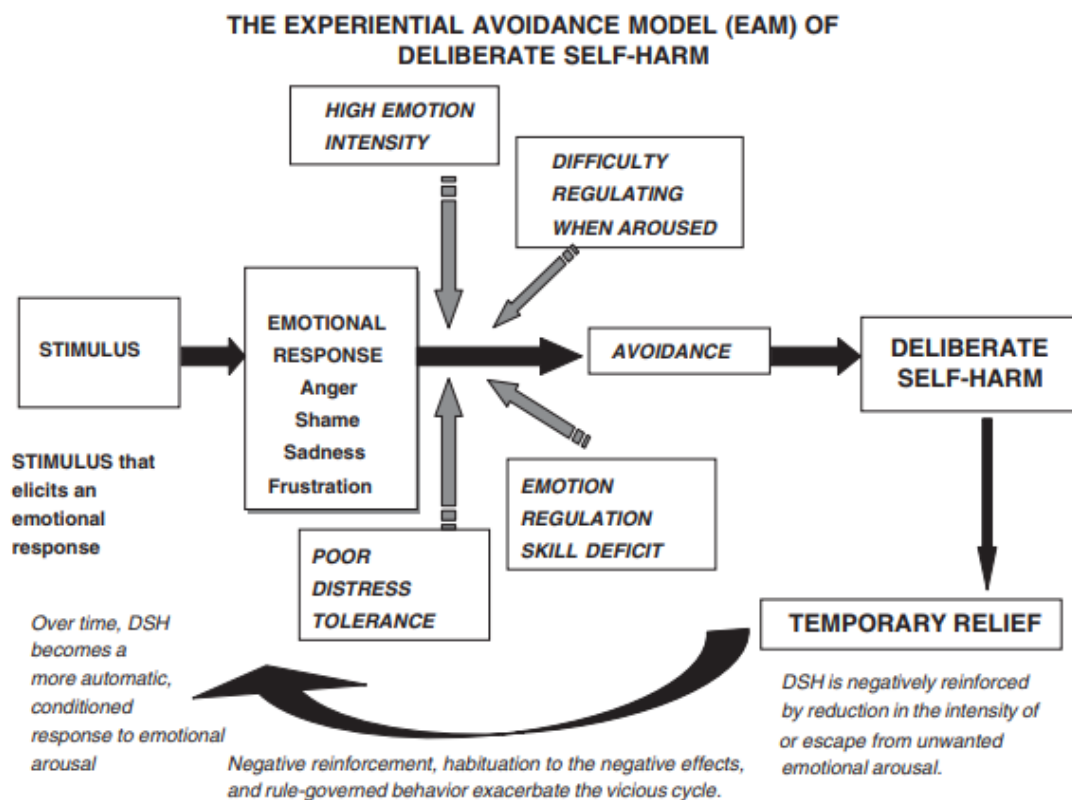 THE EXPERIENTIAL AVOIDANCE MODEL (EAM) OF
DELIBERATE SELF-HARM
HIGH EMOTION
INTENSITY
DIFFICULTY
REGULATING
WHEN AROUSED
STIMULUS
EMOTIONAL
RESPONSE
Anger
Shame
Sadness
Frustration
AVOIDANCE
DELIBERATE
SELF-HARM
STIMULUS that
elicits an
emotional
response
POOR
DISTRESS
TOLERANCE
EMOTION
REGULATION
SKILL DEFICIT
TEMPORARY RELIEF
DSH is negatively reinforced
by reduction in the intensity of
or escape from unwanted
emotional arousal.
Over time, DSH
becomes a
more automatic,
conditioned
response to emotional
arousal
Negative reinforcement, habituation to the negative effects,
and rule-governed behavior exacerbate the vicious cycle.